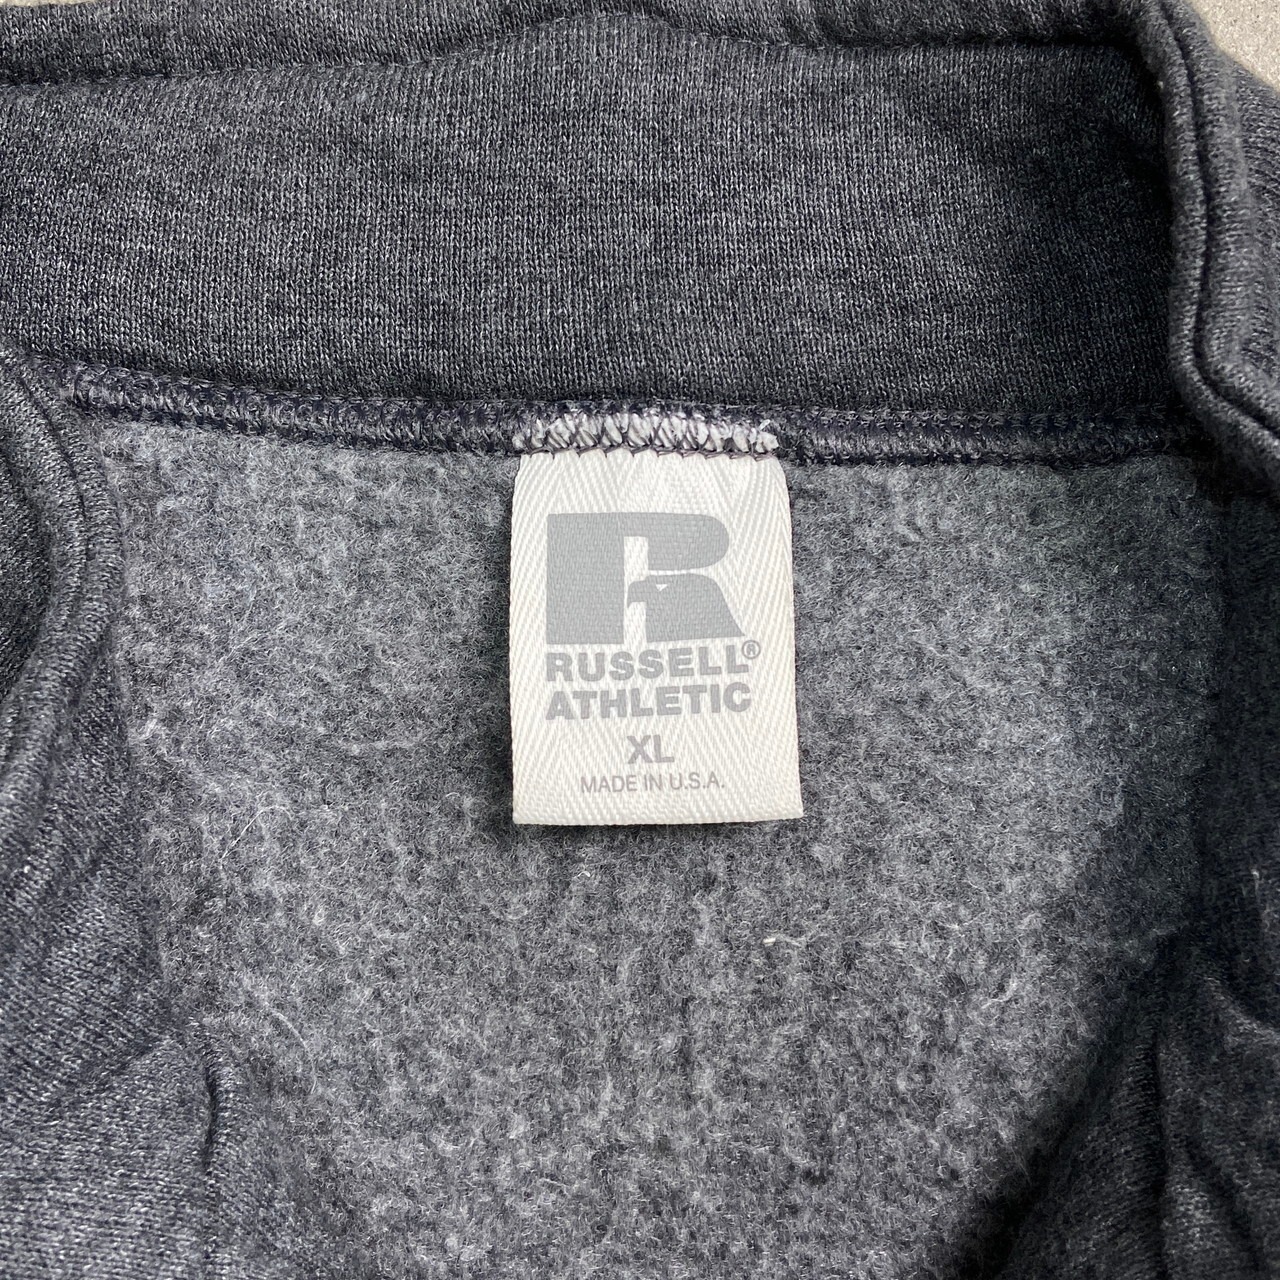 R
RUSSELL®
ATHLETIC
XL
MADE IN U.S.A.